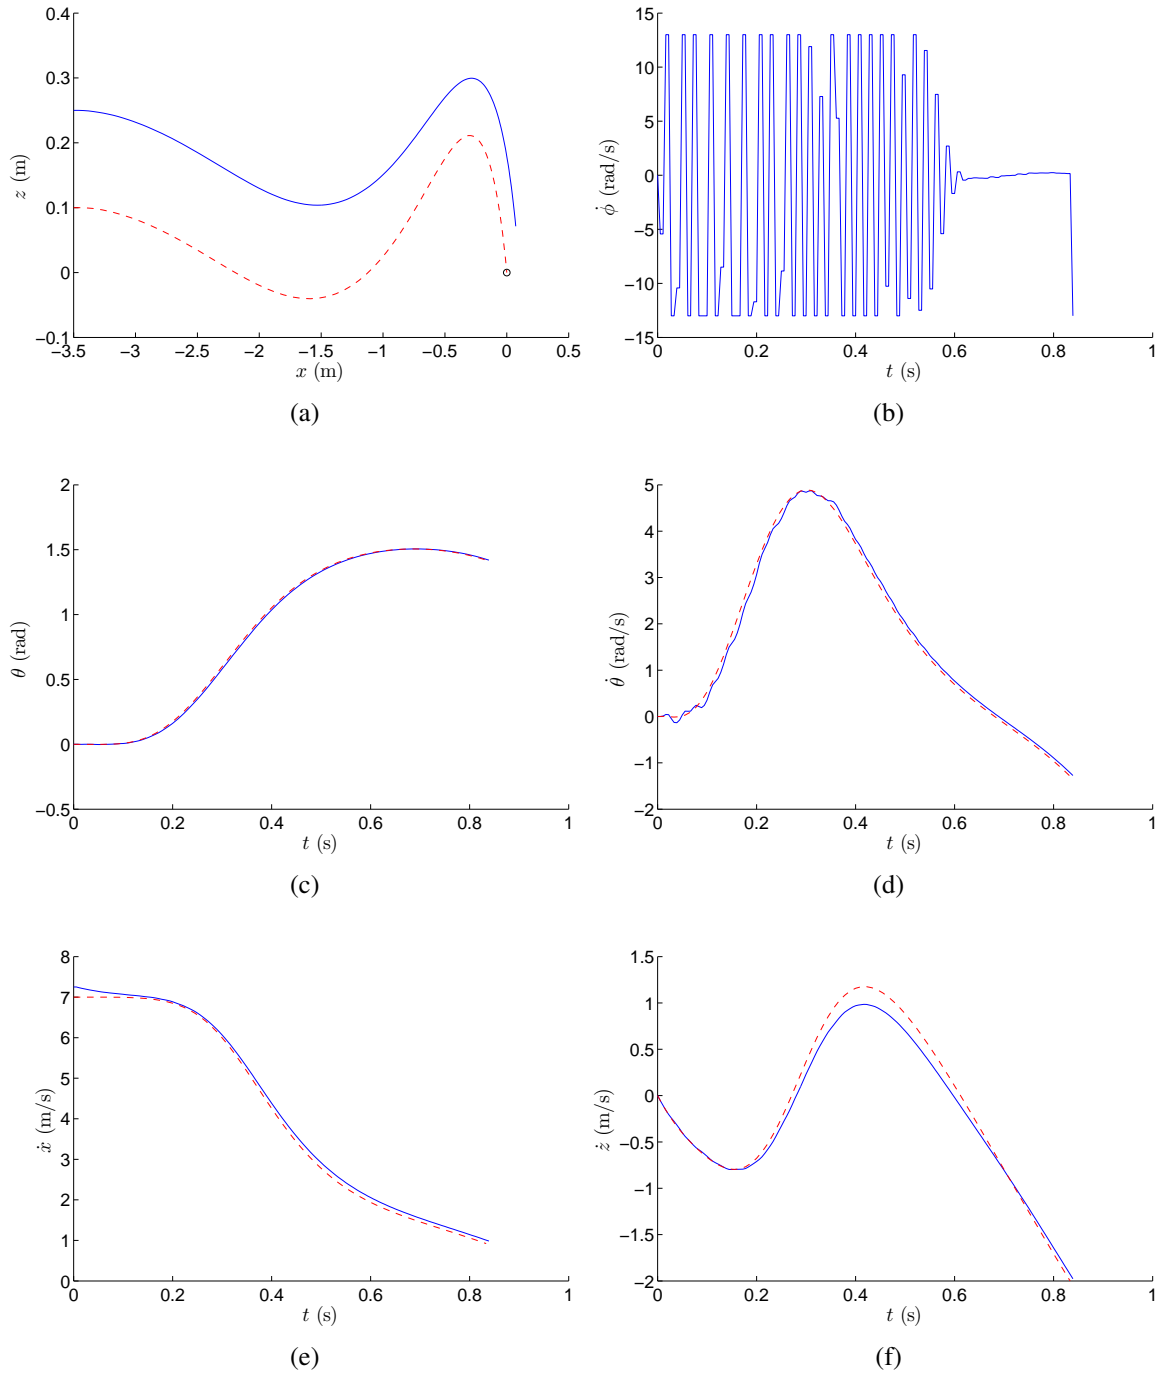 0.4
0.3
0.2
0.1
0
−0.1
z (m)
−3.5 −3 −2.5 −2 −1.5 −1 −0.5 0 0.5
x (m)
(a)
15
10
5
0
−5
−10
−15
ϕ̇ (rad/s)
0 0.2 0.4 0.6 0.8 1
t (s)
(b)
2
1.5
1
0.5
0
−0.5
θ (rad)
0 0.2 0.4 0.6 0.8 1
t (s)
(c)
5
4
3
2
1
0
−1
−2
θ̇ (rad/s)
0 0.2 0.4 0.6 0.8 1
t (s)
(d)
8
7
6
5
4
3
2
1
0
ẋ (m/s)
0 0.2 0.4 0.6 0.8 1
t (s)
(e)
1.5
1
0.5
0
−0.5
−1
−1.5
−2
ż (m/s)
0 0.2 0.4 0.6 0.8 1
t (s)
(f)